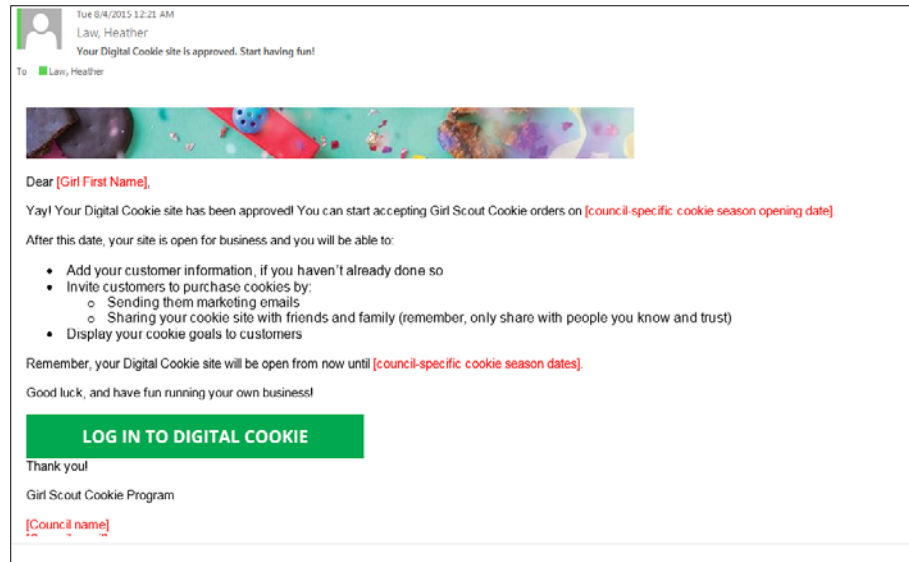 Tue 8/4/2015 12:21 AM
Law, Heather
Your Digital Cookie site is approved. Start having fun!
To Law, Heather
Dear [Girl First Name],
Yay! Your Digital Cookie site has been approved! You can start accepting Girl Scout Cookie orders on [council-specific cookie season opening date]
After this date, your site is open for business and you will be able to:
• Add your customer information, if you haven't already done so
• Invite customers to purchase cookies by:
o Sending them marketing emails
o Sharing your cookie site with friends and family (remember, only share with people you know and trust)
• Display your cookie goals to customers
Remember, your Digital Cookie site will be open from now until [council-specific cookie season dates].
Good luck, and have fun running your own business!
LOG IN TO DIGITAL COOKIE
Thank you!
Girl Scout Cookie Program
[Council name]